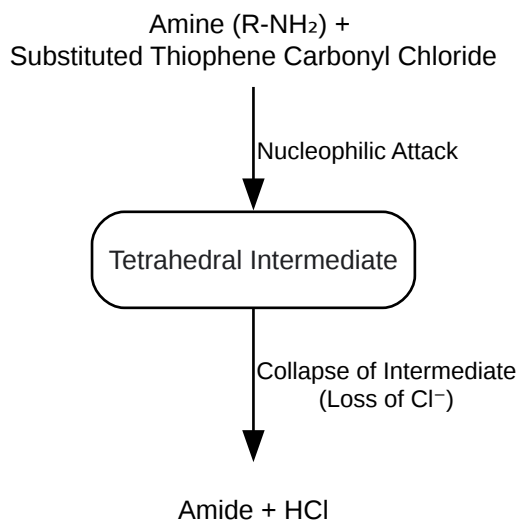 Amine (R-NH₂) +
Substituted Thiophene Carbonyl Chloride
Nucleophilic Attack
Tetrahedral Intermediate
Collapse of Intermediate
(Loss of Cl⁻)
Amide + HCl